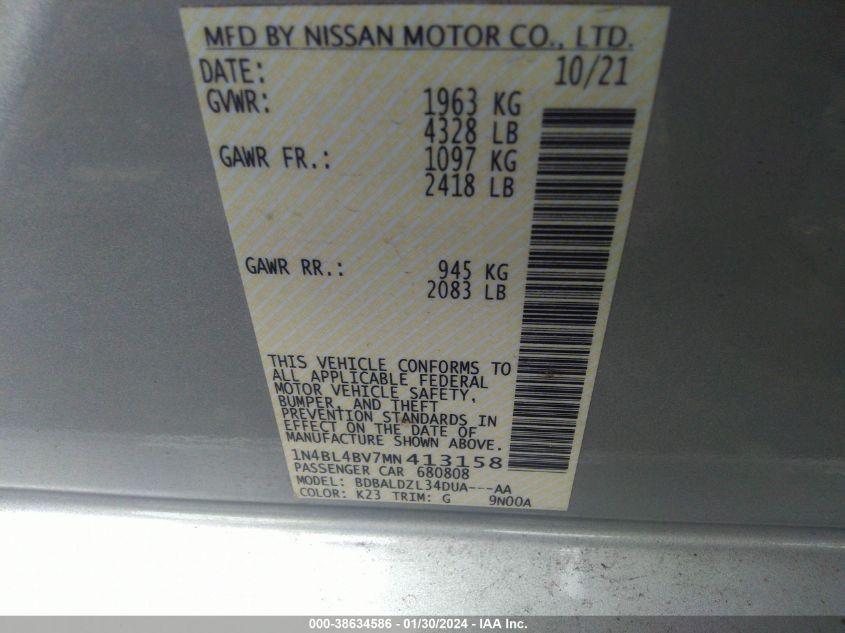 MFD BY NISSAN MOTOR CO., LTD.
DATE: 10/21
GVWR: 1963 KG
4328 LB
GAWR FR.: 1097 KG
2418 LB
GAWR RR.: 945 KG
2083 LB
THIS VEHICLE CONFORMS TO
ALL APPLICABLE FEDERAL
MOTOR VEHICLE SAFETY,
BUMPER, AND THEFT
PREVENTION STANDARDS IN
EFFECT ON THE DATE OF
MANUFACTURE SHOWN ABOVE.
1N4BL4BV7MN413158
PASSENGER CAR 680808
MODEL: BDBALDZL34DUA---AA
COLOR: K23 TRIM: G 9N00A
000-38634586 - 01/30/2024 - IAA Inc.